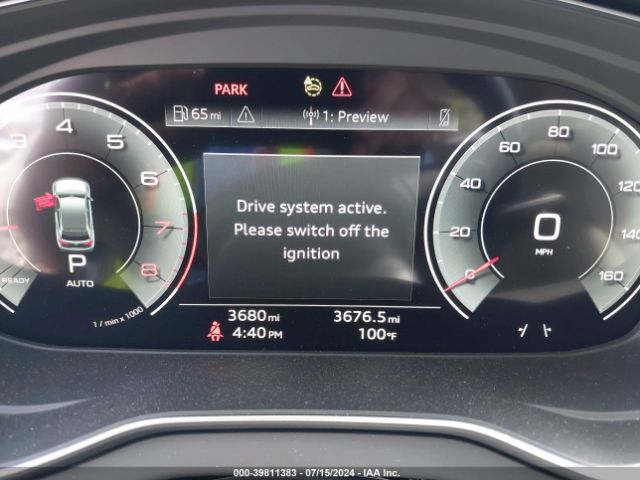 PARK
65 mi
1: Preview
3 4 5 6 7 8
READY
P
AUTO
1 / min x 1000
Drive system active.
Please switch off the
ignition
0 20 40 60 80 100 120 140 160
0
MPH
3680 mi
3676.5 mi
4:40 PM
100°F
000-39811383 - 07/15/2024 - IAA Inc.